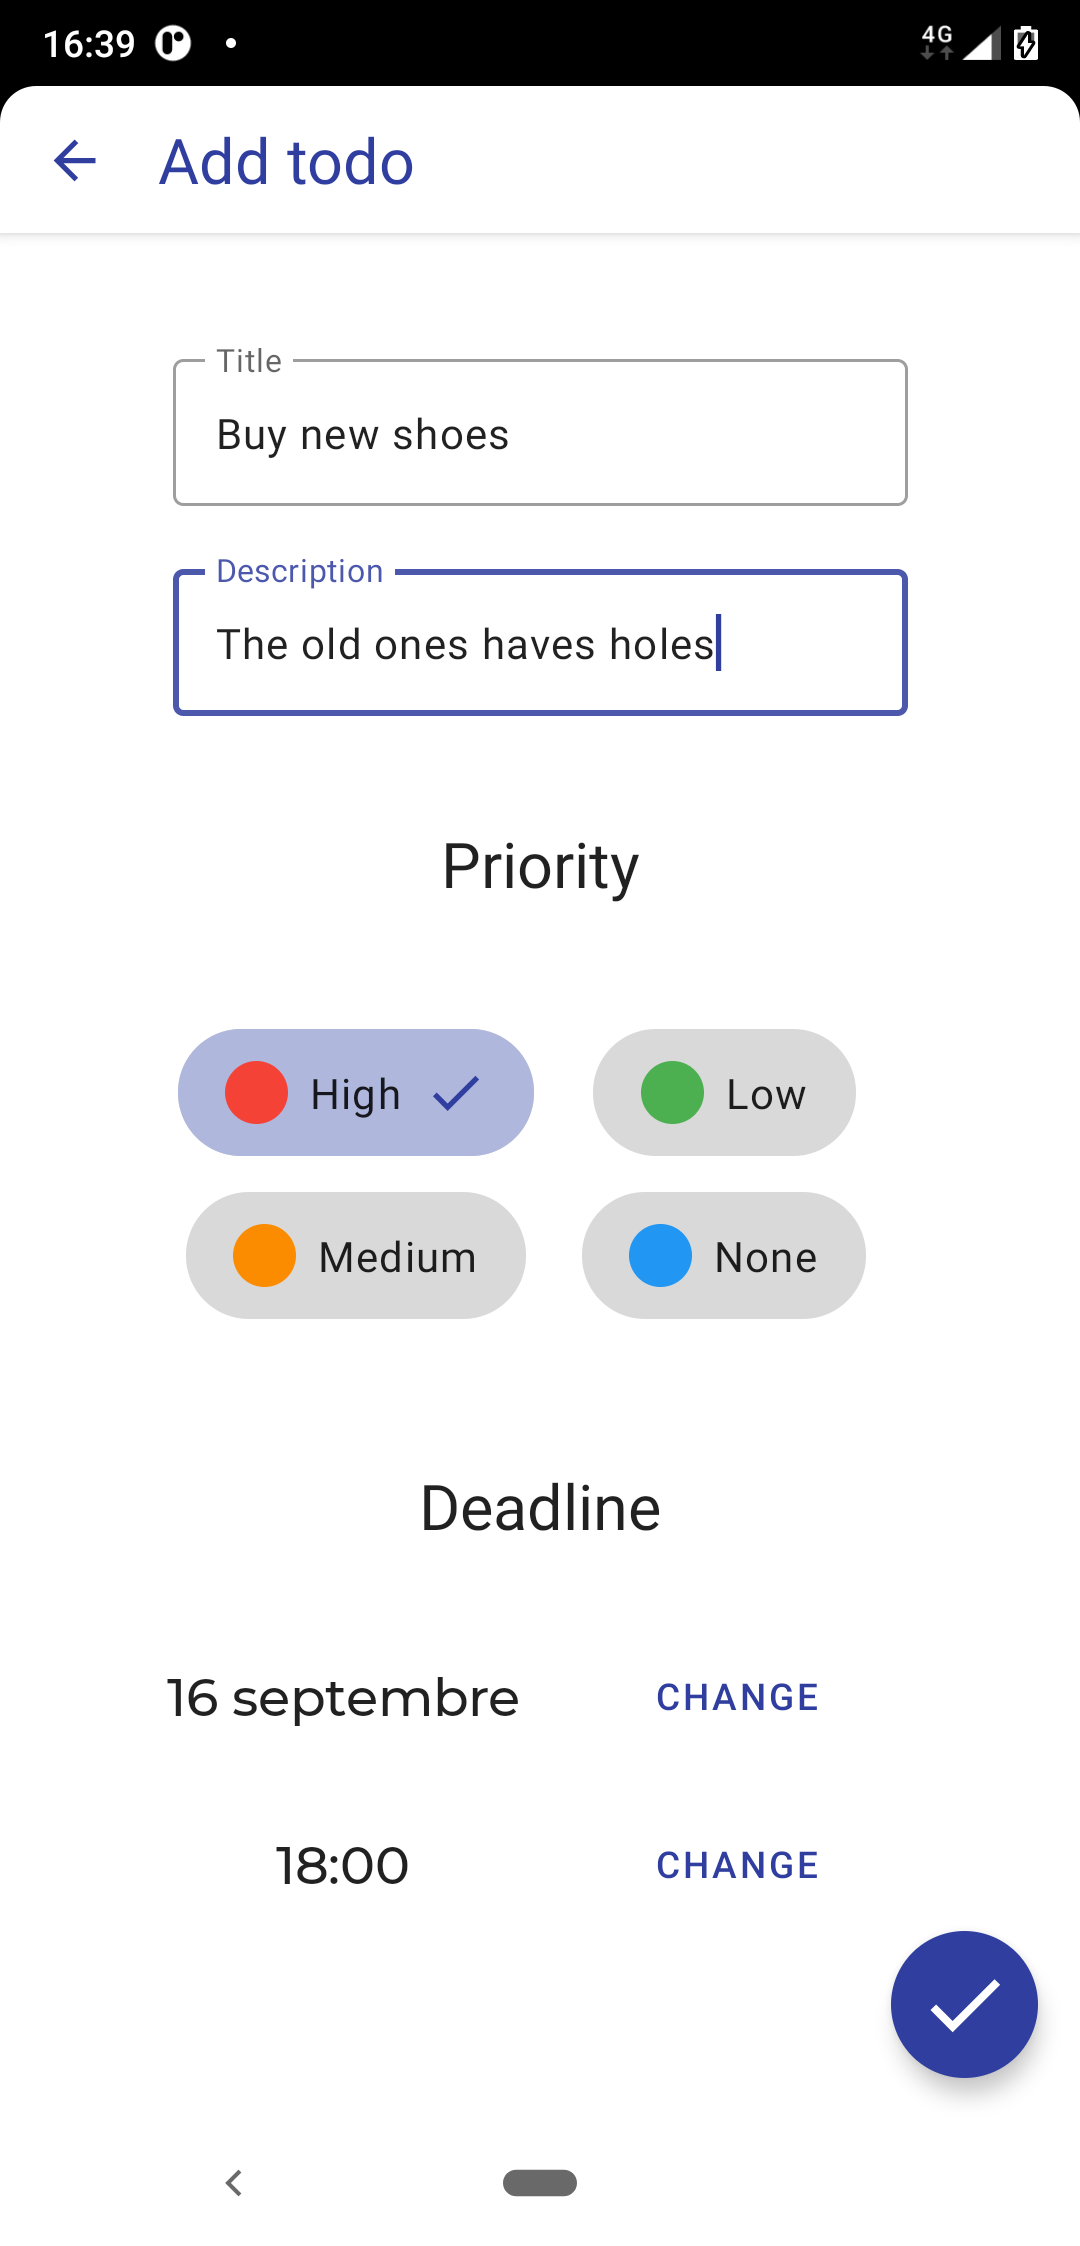 16:39
4G
Add todo
Title
Buy new shoes
Description
The old ones haves holes
Priority
High
Low
Medium
None
Deadline
16 septembre
CHANGE
18:00
CHANGE